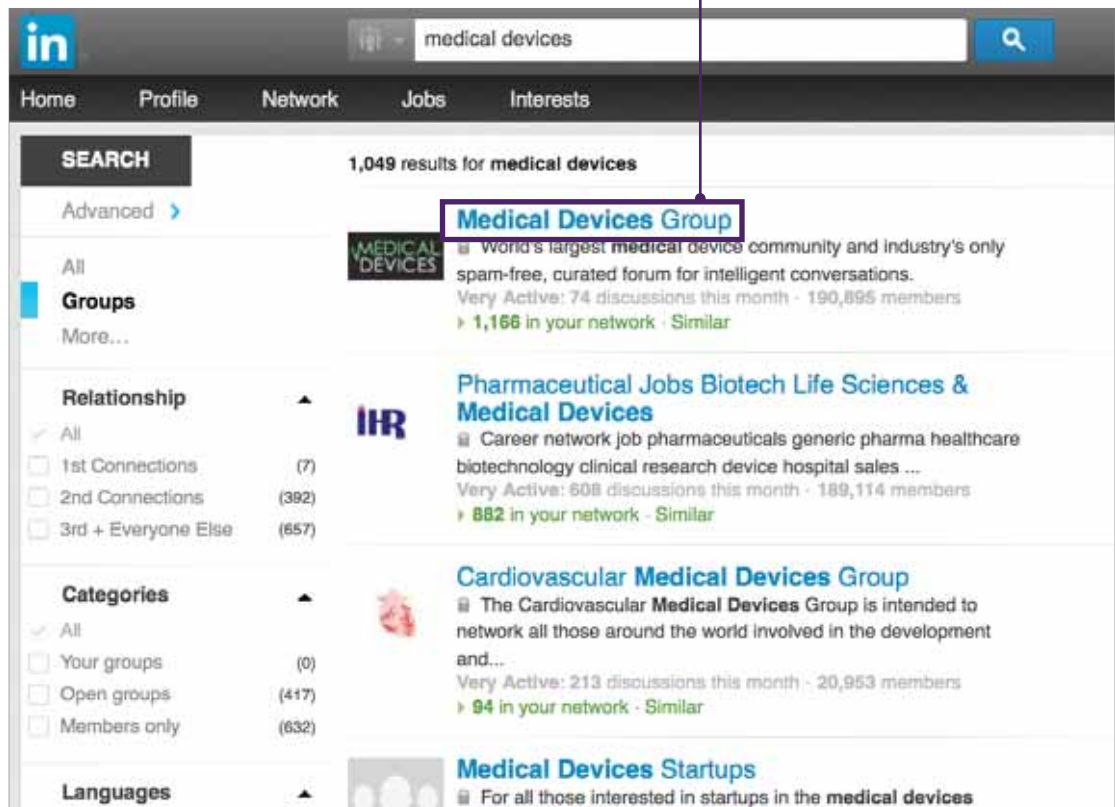 in
medical devices
Home Profile Network Jobs Interests
SEARCH
Advanced
All
Groups
More...
Relationship
All
1st Connections (7)
2nd Connections (392)
3rd + Everyone Else (657)
Categories
All
Your groups (0)
Open groups (417)
Members only (632)
Languages
1,049 results for medical devices
MEDICAL
DEVICES
Medical Devices Group
World's largest medical device community and industry's only
spam-free, curated forum for intelligent conversations.
Very Active: 74 discussions this month · 190,895 members
1,166 in your network · Similar
IHR
Pharmaceutical Jobs Biotech Life Sciences &
Medical Devices
Career network job pharmaceuticals generic pharma healthcare
biotechnology clinical research device hospital sales ...
Very Active: 608 discussions this month · 189,114 members
882 in your network · Similar
Cardiovascular Medical Devices Group
The Cardiovascular Medical Devices Group is intended to
network all those around the world involved in the development
and...
Very Active: 213 discussions this month · 20,953 members
94 in your network · Similar
Medical Devices Startups
For all those interested in startups in the medical devices